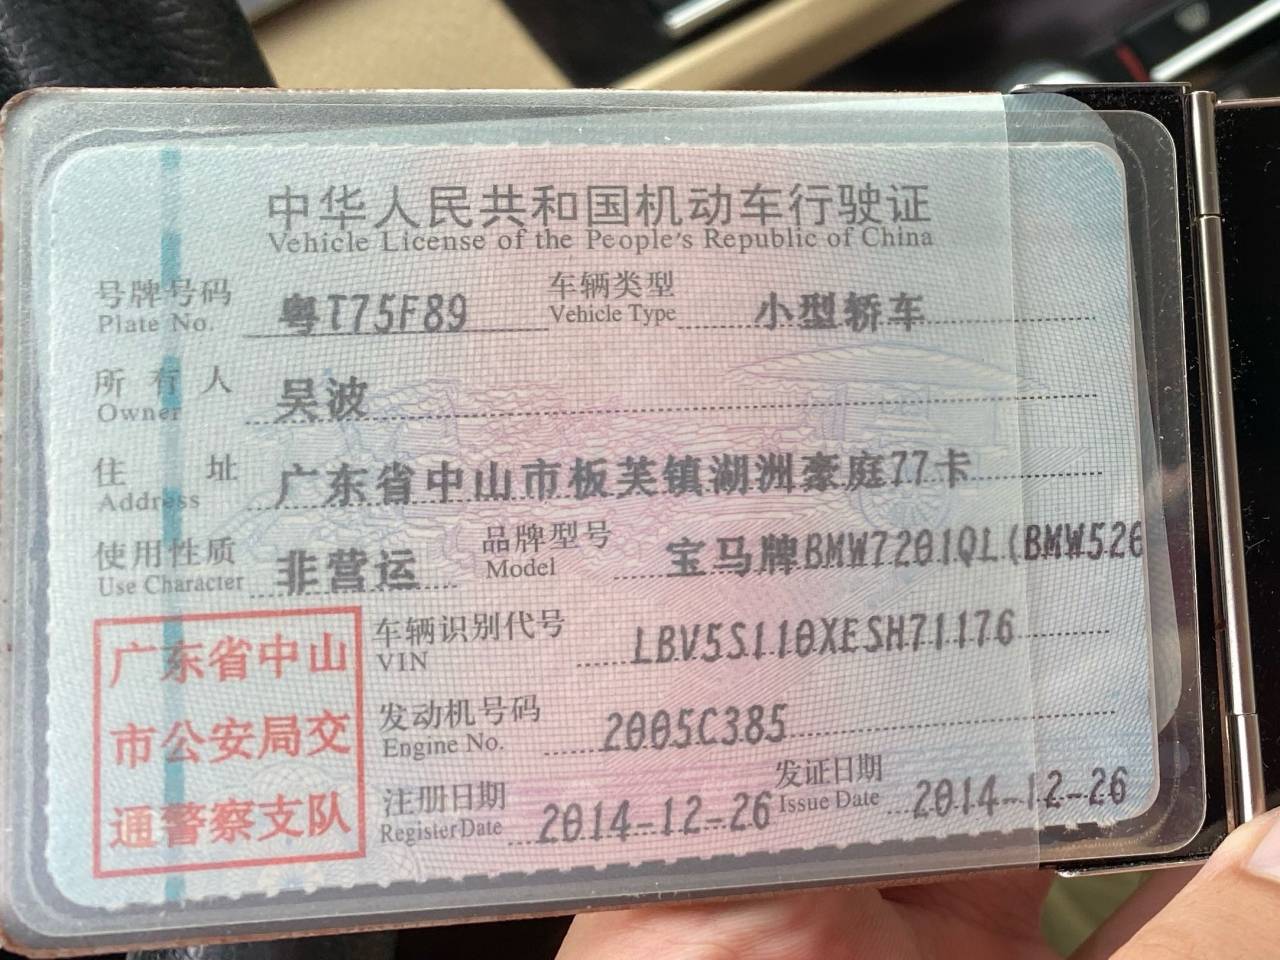 中华人民共和国机动车行驶证
Vehicle License of the People's Republic of China
号牌号码 粤T75F89 车辆类型 小型轿车
Plate No. Vehicle Type
所行人 吴波
Owner
住址 广东省中山市板芙镇湖洲豪庭77卡
Address
使用性质 非营运 品牌型号 宝马牌BMW7201QL(BMW520
Use Character Model
广东省中山
市公安局交
通警察支队
车辆识别代号 LBV5S110XESH71176
VIN
发动机号码 2005C385
Engine No.
注册日期 2014-12-26 发证日期 2014-12-26
Register Date Issue Date